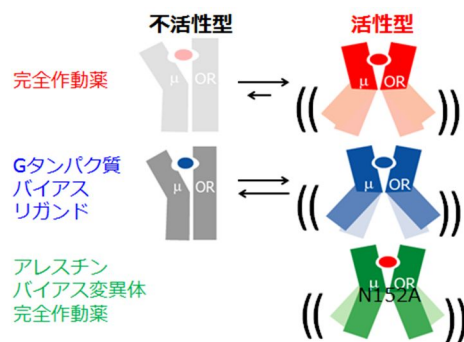 不活性型
活性型
完全作動薬
μ
OR
μ
OR
Gタンパク質
バイアス
リガンド
μ
OR
μ
OR
アレスチン
バイアス変異体
完全作動薬
μ
OR
N152A